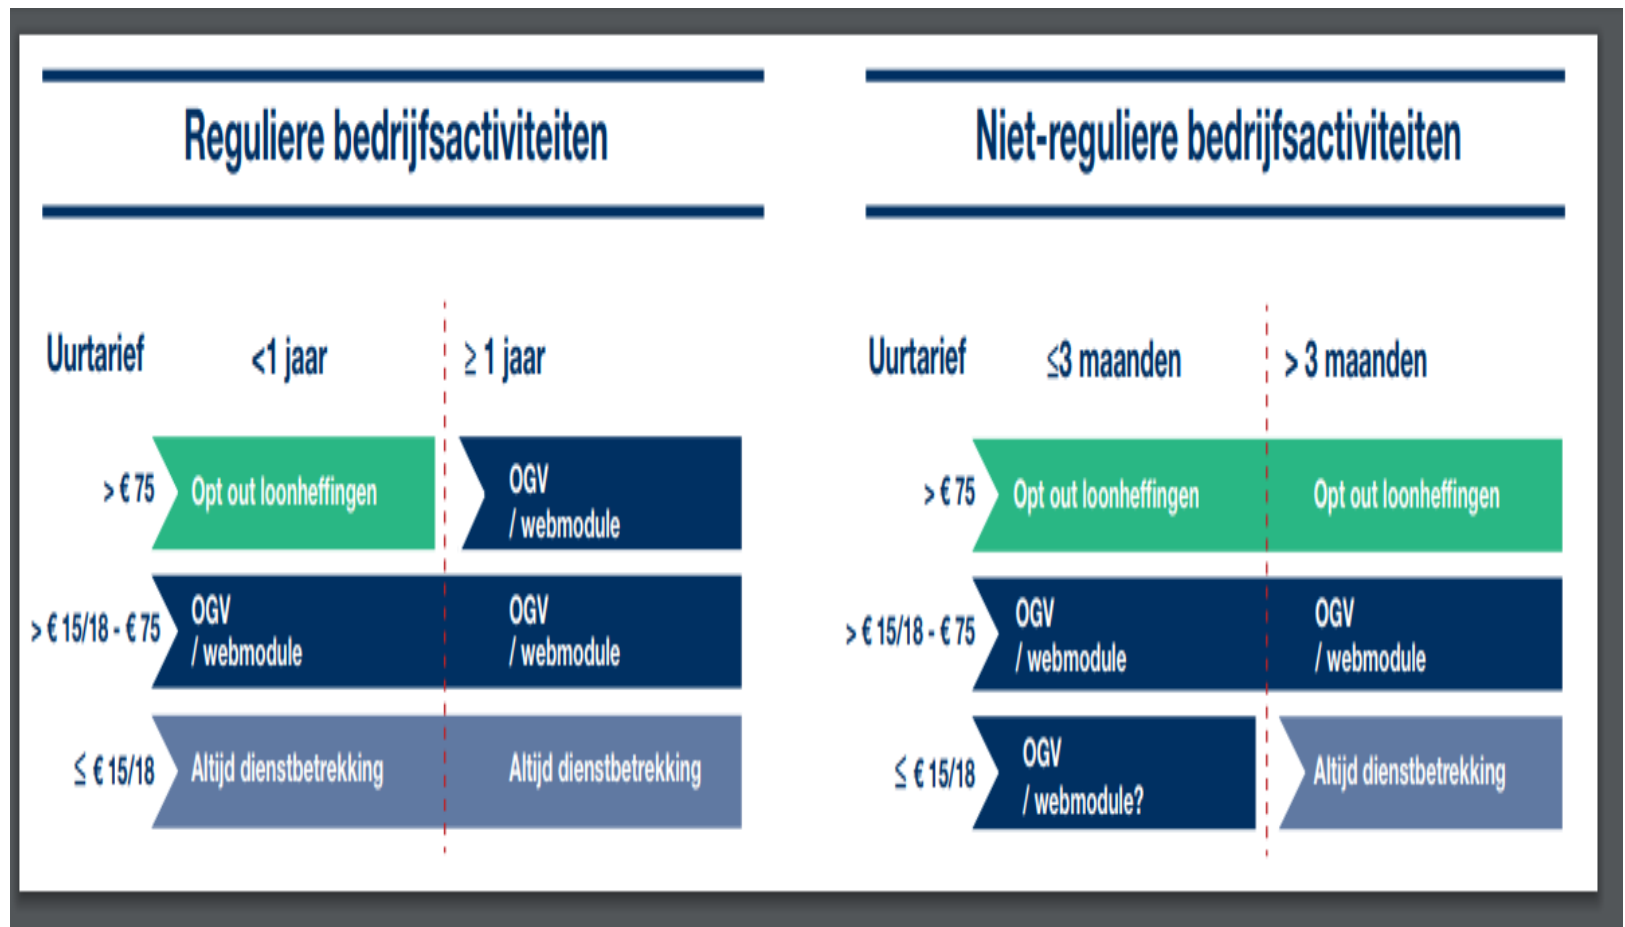 Reguliere bedrijfsactiviteiten
Uurtarief <1 jaar ≥ 1 jaar
> € 75 Opt out loonheffingen OGV
/ webmodule
> € 15/18 - € 75 OGV OGV
/ webmodule / webmodule
≤ € 15/18 Altijd dienstbetrekking Altijd dienstbetrekking
Niet-reguliere bedrijfsactiviteiten
Uurtarief ≤3 maanden > 3 maanden
> € 75 Opt out loonheffingen Opt out loonheffingen
> € 15/18 - € 75 OGV OGV
/ webmodule / webmodule
≤ € 15/18 OGV Altijd dienstbetrekking
/ webmodule?